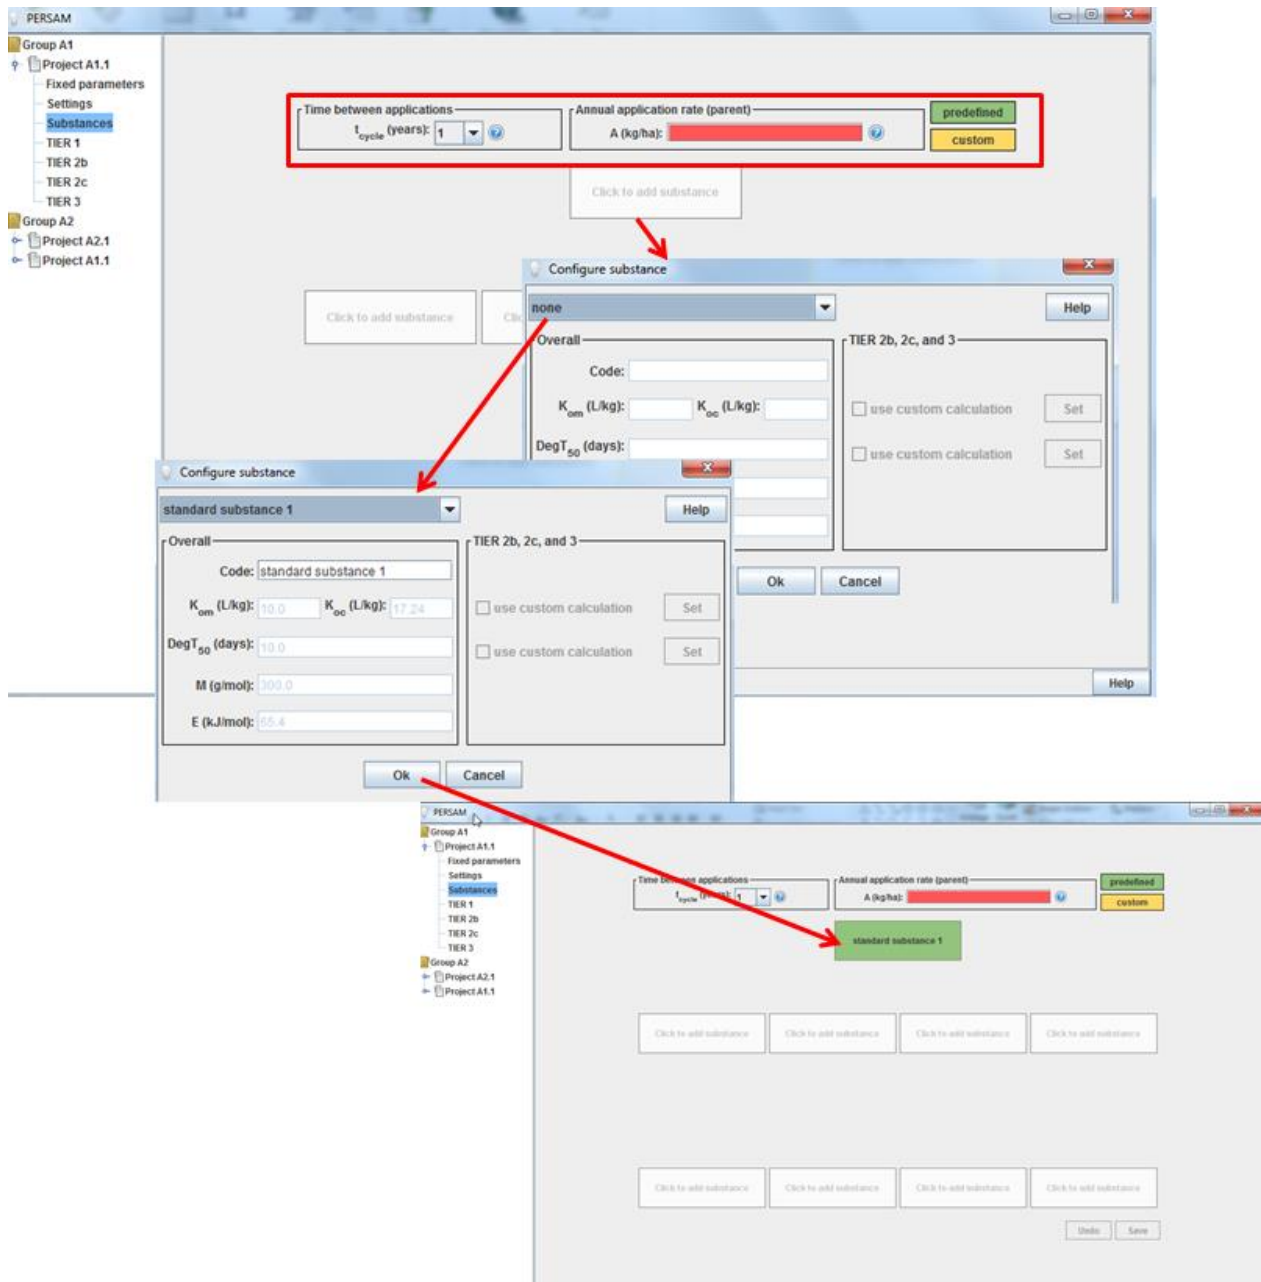 PERSAM
Group A1
Project A1.1
Fixed parameters
Settings
Substances
TIER 1
TIER 2b
TIER 2c
TIER 3
Group A2
Project A2.1
Project A1.1
Time between applications
t_cycle (years): 1
Annual application rate (parent)
A (kg/ha):
predefined
custom
Click to add substance
Click to add substance
Configure substance
none
Help
Overall
Code:
K_om (L/kg):
K_oc (L/kg):
DegT_50 (days):
TIER 2b, 2c, and 3
use custom calculation
Set
use custom calculation
Set
Ok
Cancel
Help
Configure substance
standard substance 1
Help
Overall
Code: standard substance 1
K_om (L/kg): 10.0
K_oc (L/kg): 17.24
DegT_50 (days): 10.0
M (g/mol): 300.0
E (kJ/mol): 65.4
TIER 2b, 2c, and 3
use custom calculation
Set
use custom calculation
Set
Ok
Cancel
PERSAM
Group A1
Project A1.1
Fixed parameters
Settings
Substances
TIER 1
TIER 2b
TIER 2c
TIER 3
Group A2
Project A2.1
Project A1.1
Time between applications
t_cycle (years): 1
Annual application rate (parent)
A (kg/ha):
predefined
custom
standard substance 1
Click to add substance
Click to add substance
Click to add substance
Click to add substance
Click to add substance
Click to add substance
Click to add substance
Click to add substance
Undo
Save